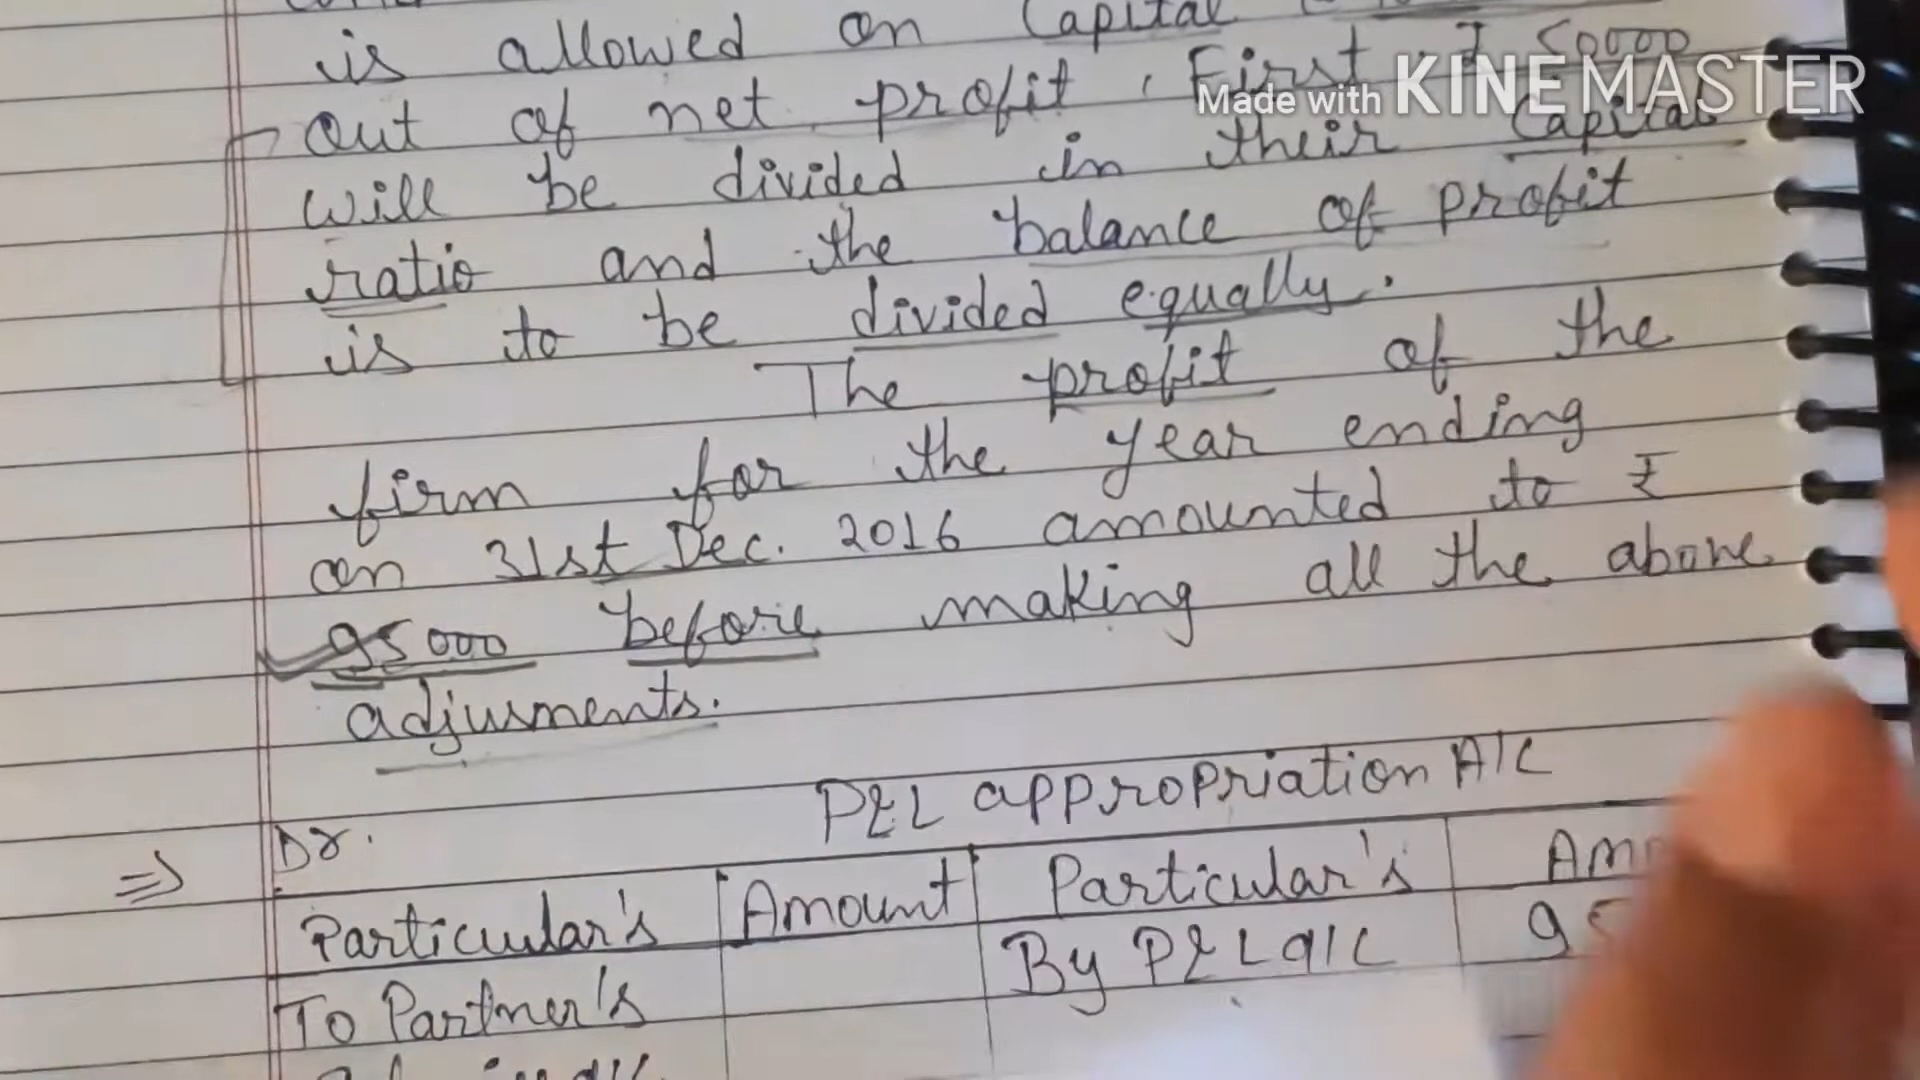 is allowed on Capital
out of net profit. First ₹ 50000
Made with KINEMASTER
will be divided in their Capital
ratio and the balance of profit
is to be divided equally.
The profit of the
firm for the year ending
on 31st Dec. 2016 amounted to ₹
95000 before making all the above
adjusments.
P&L appropriation A/C
⇒ Dr.
Particular's Amount Particular's Am
To Partner's By P&L a/c 95